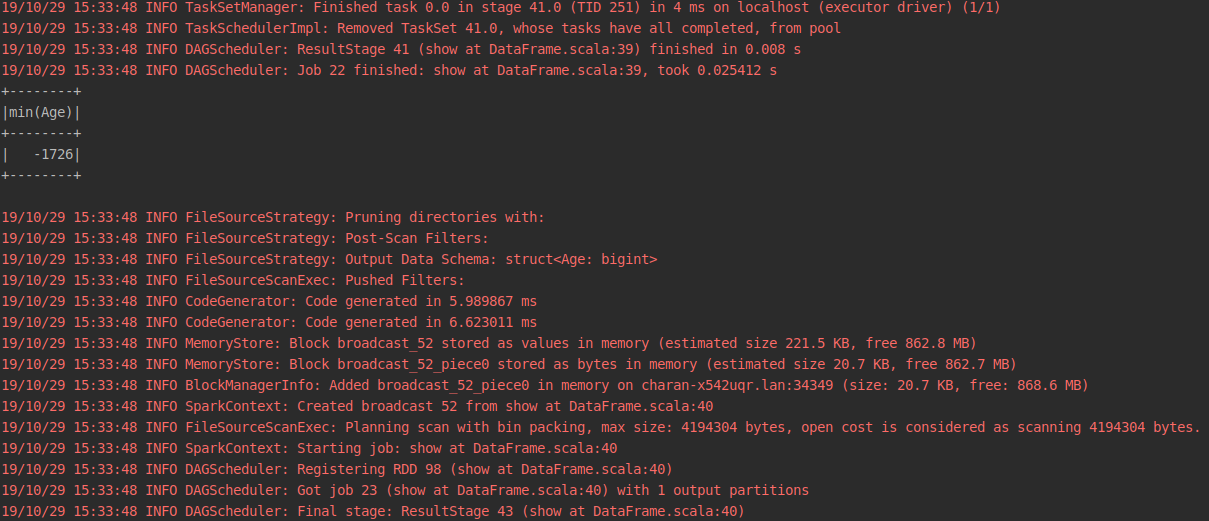 19/10/29 15:33:48 INFO TaskSetManager: Finished task 0.0 in stage 41.0 (TID 251) in 4 ms on localhost (executor driver) (1/1)
19/10/29 15:33:48 INFO TaskSchedulerImpl: Removed TaskSet 41.0, whose tasks have all completed, from pool
19/10/29 15:33:48 INFO DAGScheduler: ResultStage 41 (show at DataFrame.scala:39) finished in 0.008 s
19/10/29 15:33:48 INFO DAGScheduler: Job 22 finished: show at DataFrame.scala:39, took 0.025412 s
+--------+
|min(Age)|
+--------+
|   -1726|
+--------+
19/10/29 15:33:48 INFO FileSourceStrategy: Pruning directories with:
19/10/29 15:33:48 INFO FileSourceStrategy: Post-Scan Filters:
19/10/29 15:33:48 INFO FileSourceStrategy: Output Data Schema: struct<Age: bigint>
19/10/29 15:33:48 INFO FileSourceScanExec: Pushed Filters:
19/10/29 15:33:48 INFO CodeGenerator: Code generated in 5.989867 ms
19/10/29 15:33:48 INFO CodeGenerator: Code generated in 6.623011 ms
19/10/29 15:33:48 INFO MemoryStore: Block broadcast_52 stored as values in memory (estimated size 221.5 KB, free 862.8 MB)
19/10/29 15:33:48 INFO MemoryStore: Block broadcast_52_piece0 stored as bytes in memory (estimated size 20.7 KB, free 862.7 MB)
19/10/29 15:33:48 INFO BlockManagerInfo: Added broadcast_52_piece0 in memory on charan-x542uqr.lan:34349 (size: 20.7 KB, free: 868.6 MB)
19/10/29 15:33:48 INFO SparkContext: Created broadcast 52 from show at DataFrame.scala:40
19/10/29 15:33:48 INFO FileSourceScanExec: Planning scan with bin packing, max size: 4194304 bytes, open cost is considered as scanning 4194304 bytes.
19/10/29 15:33:48 INFO SparkContext: Starting job: show at DataFrame.scala:40
19/10/29 15:33:48 INFO DAGScheduler: Registering RDD 98 (show at DataFrame.scala:40)
19/10/29 15:33:48 INFO DAGScheduler: Got job 23 (show at DataFrame.scala:40) with 1 output partitions
19/10/29 15:33:48 INFO DAGScheduler: Final stage: ResultStage 43 (show at DataFrame.scala:40)